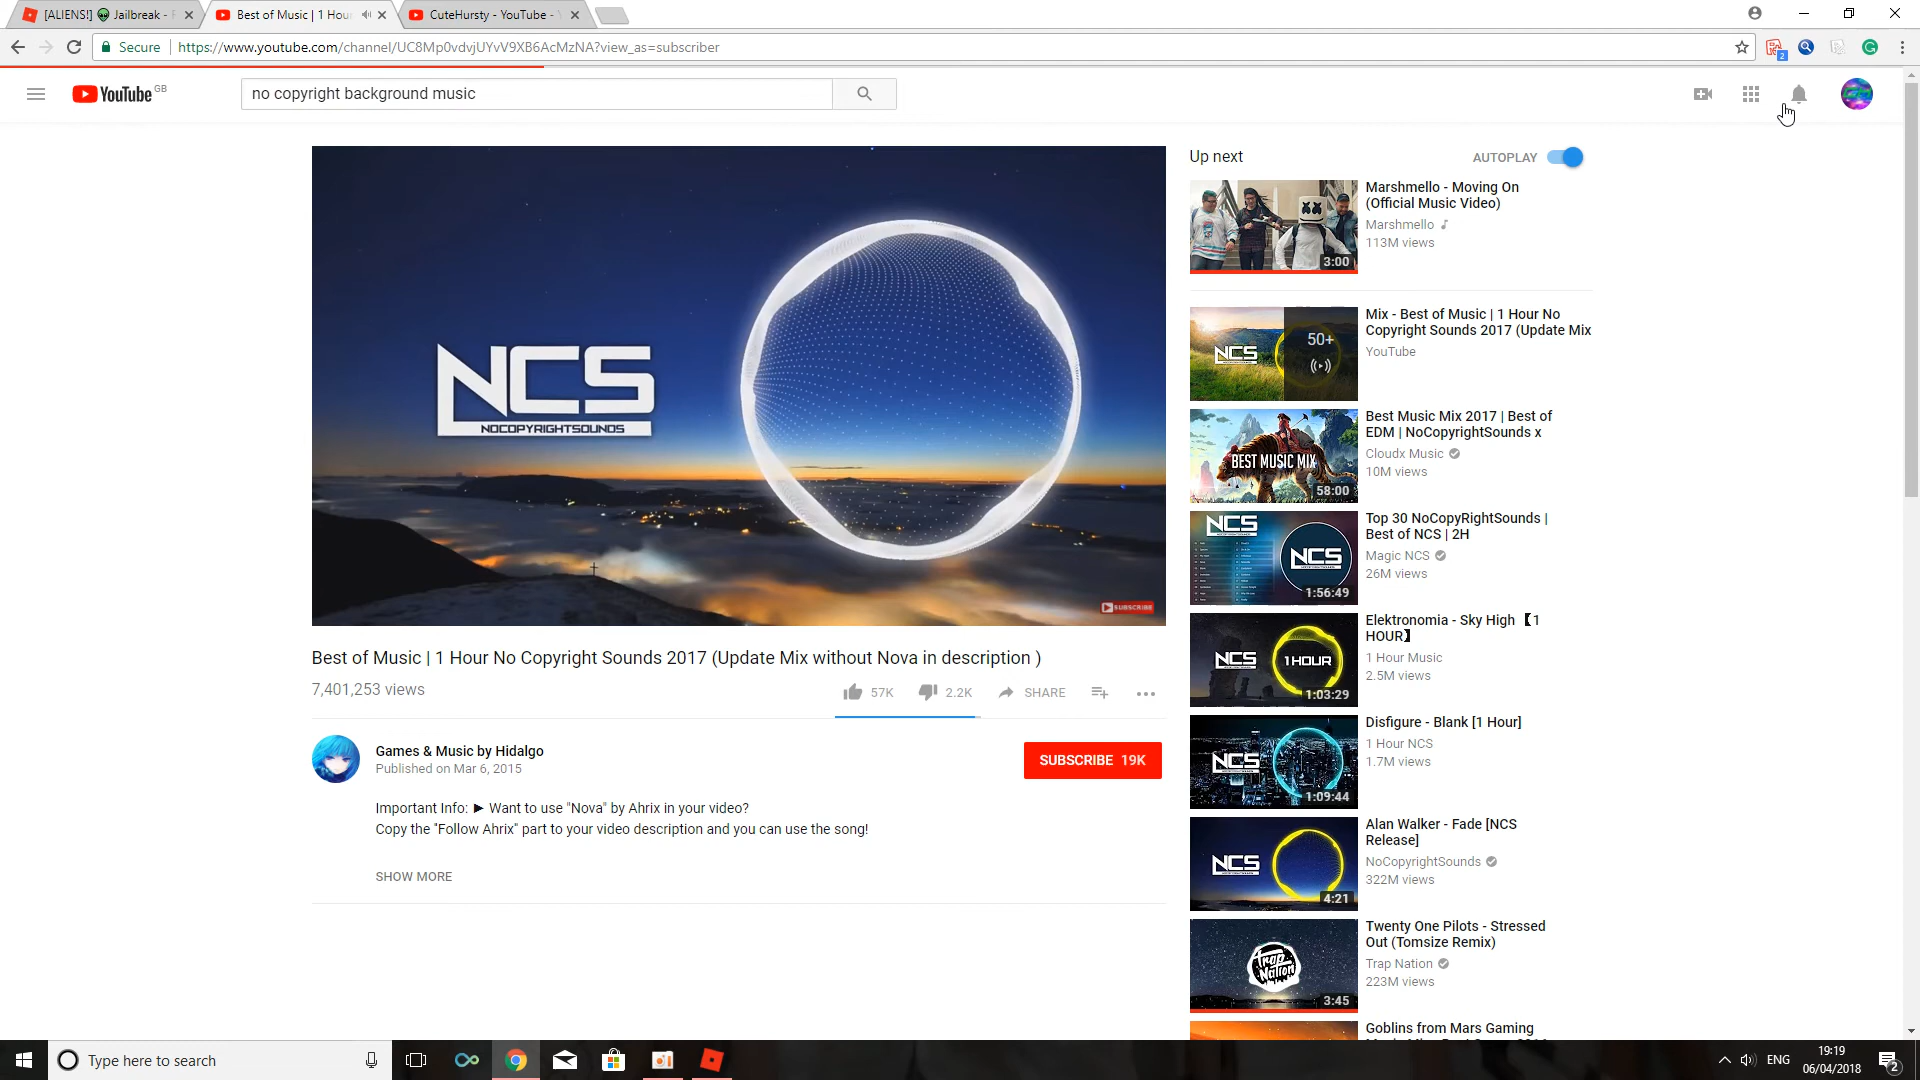 [ALIENS!] Jailbreak -
Best of Music | 1 Hou
CuteHursty - YouTube -
Secure
https://www.youtube.com/channel/UC8Mp0vdvjUYvV9XB6AcMzNA?view_as=subscriber
2
YouTube GB
no copyright background music
NCS
NOCOPYRIGHTSOUNDS
SUBSCRIBE
Best of Music | 1 Hour No Copyright Sounds 2017 (Update Mix without Nova in description )
7,401,253 views
57K
2.2K
SHARE
Games & Music by Hidalgo
Published on Mar 6, 2015
SUBSCRIBE 19K
Important Info: ► Want to use "Nova" by Ahrix in your video?
Copy the "Follow Ahrix" part to your video description and you can use the song!
SHOW MORE
Up next
AUTOPLAY
3:00
Marshmello - Moving On
(Official Music Video)
Marshmello
113M views
NCS
50+
Mix - Best of Music | 1 Hour No
Copyright Sounds 2017 (Update Mix
YouTube
BEST MUSIC MIX
58:00
Best Music Mix 2017 | Best of
EDM | NoCopyrightSounds x
Cloudx Music
10M views
NCS
NCS
1:56:49
Top 30 NoCopyRightSounds |
Best of NCS | 2H
Magic NCS
26M views
NCS
1HOUR
1:03:29
Elektronomia - Sky High 【1
HOUR】
1 Hour Music
2.5M views
NCS
1:09:44
Disfigure - Blank [1 Hour]
1 Hour NCS
1.7M views
NCS
4:21
Alan Walker - Fade [NCS
Release]
NoCopyrightSounds
322M views
Trap
Nation
3:45
Twenty One Pilots - Stressed
Out (Tomsize Remix)
Trap Nation
223M views
Goblins from Mars Gaming
Type here to search
ENG
19:19
06/04/2018
2